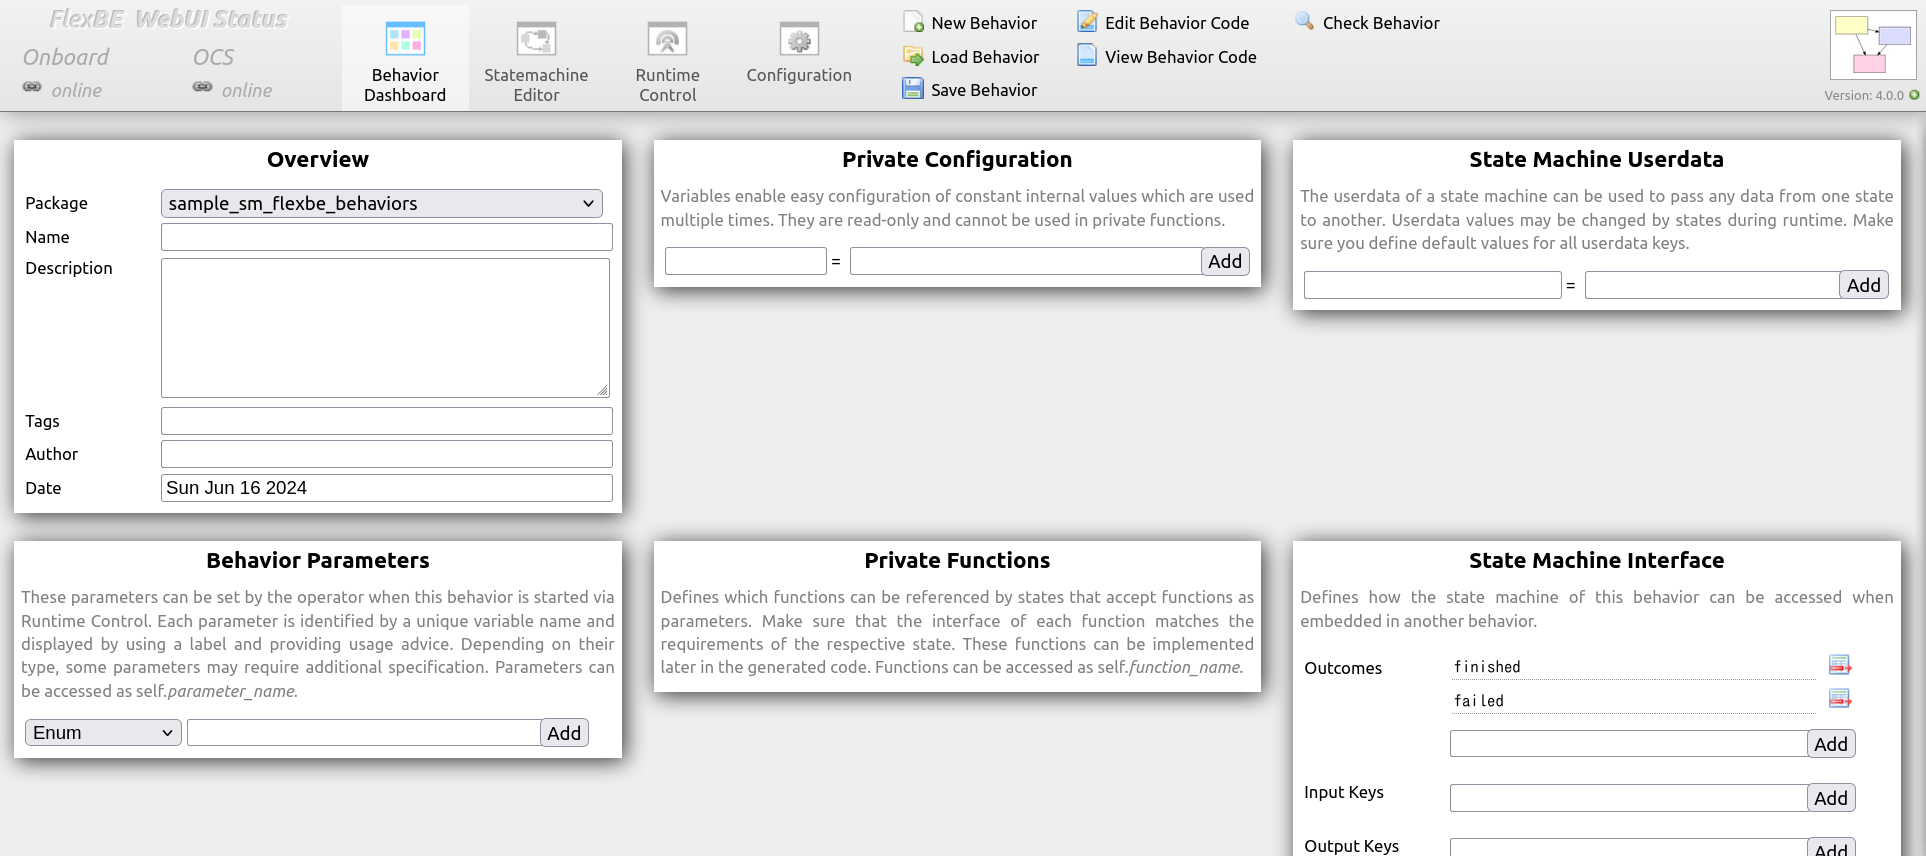 FlexBE WebUI Status
Onboard
OCS
online
online
Behavior
Dashboard
Statemachine
Editor
Runtime
Control
Configuration
New Behavior
Load Behavior
Save Behavior
Edit Behavior Code
View Behavior Code
Check Behavior
Version: 4.0.0
Overview
Package
sample_sm_flexbe_behaviors
Name
Description
Tags
Author
Date
Sun Jun 16 2024
Private Configuration
Variables enable easy configuration of constant internal values which are used
multiple times. They are read-only and cannot be used in private functions.
=
Add
State Machine Userdata
The userdata of a state machine can be used to pass any data from one state
to another. Userdata values may be changed by states during runtime. Make
sure you define default values for all userdata keys.
=
Add
Behavior Parameters
These parameters can be set by the operator when this behavior is started via
Runtime Control. Each parameter is identified by a unique variable name and
displayed by using a label and providing usage advice. Depending on their
type, some parameters may require additional specification. Parameters can
be accessed as self.parameter_name.
Enum
Add
Private Functions
Defines which functions can be referenced by states that accept functions as
parameters. Make sure that the interface of each function matches the
requirements of the respective state. These functions can be implemented
later in the generated code. Functions can be accessed as self.function_name.
State Machine Interface
Defines how the state machine of this behavior can be accessed when
embedded in another behavior.
Outcomes
finished
failed
Add
Input Keys
Add
Output Keys
Add